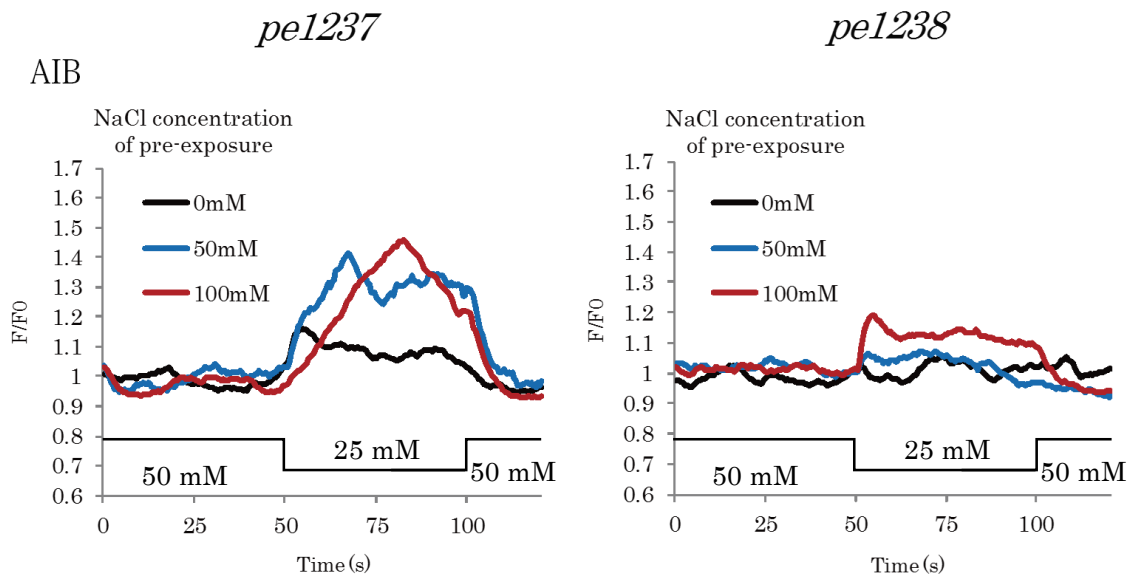 pe1237
AIB
NaCl concentration
of pre-exposure
1.7
1.6
1.5
1.4
1.3
1.2
1.1
1
0.9
0.8
0.7
0.6
F/F0
0mM
50mM
100mM
50 mM
25 mM
50 mM
0
25
50
75
100
Time (s)
pe1238
NaCl concentration
of pre-exposure
1.7
1.6
1.5
1.4
1.3
1.2
1.1
1
0.9
0.8
0.7
0.6
F/F0
0mM
50mM
100mM
50 mM
25 mM
50 mM
0
25
50
75
100
Time (s)